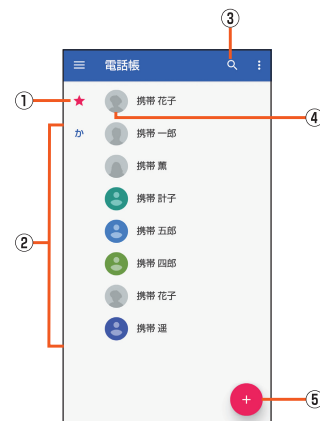 ③
電話帳
① 携帯 花子
④
か 携帯 一郎
携帯 薫
携帯 計子
②
携帯 五郎
携帯 四郎
携帯 花子
携帯 遥
⑤